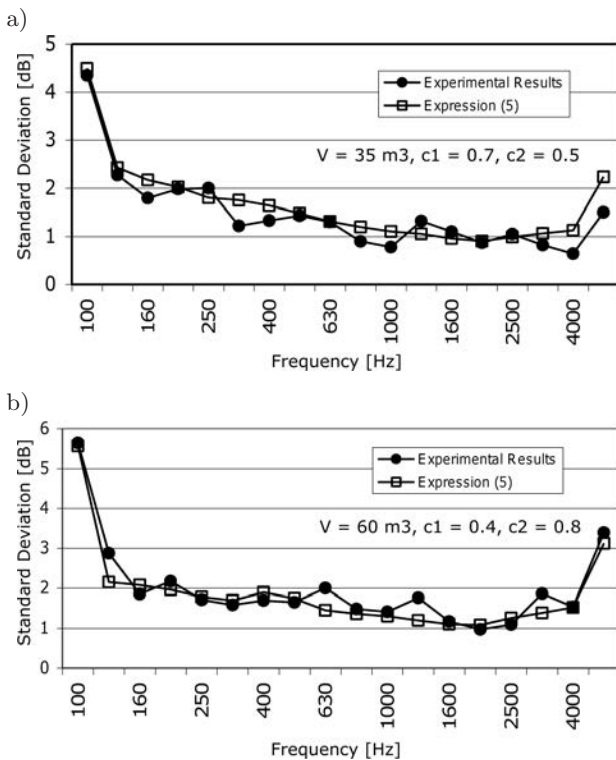 a)
5
4
3
2
1
0
Standard Deviation [dB]
Experimental Results
Expression (5)
V = 35 m3, c1 = 0.7, c2 = 0.5
100
160
250
400
630
1000
1600
2500
4000
Frequency [Hz]
b)
6
5
4
3
2
1
0
Standard Deviation [dB]
Experimental Results
Expression (5)
V = 60 m3, c1 = 0.4, c2 = 0.8
100
160
250
400
630
1000
1600
2500
4000
Frequency [Hz]